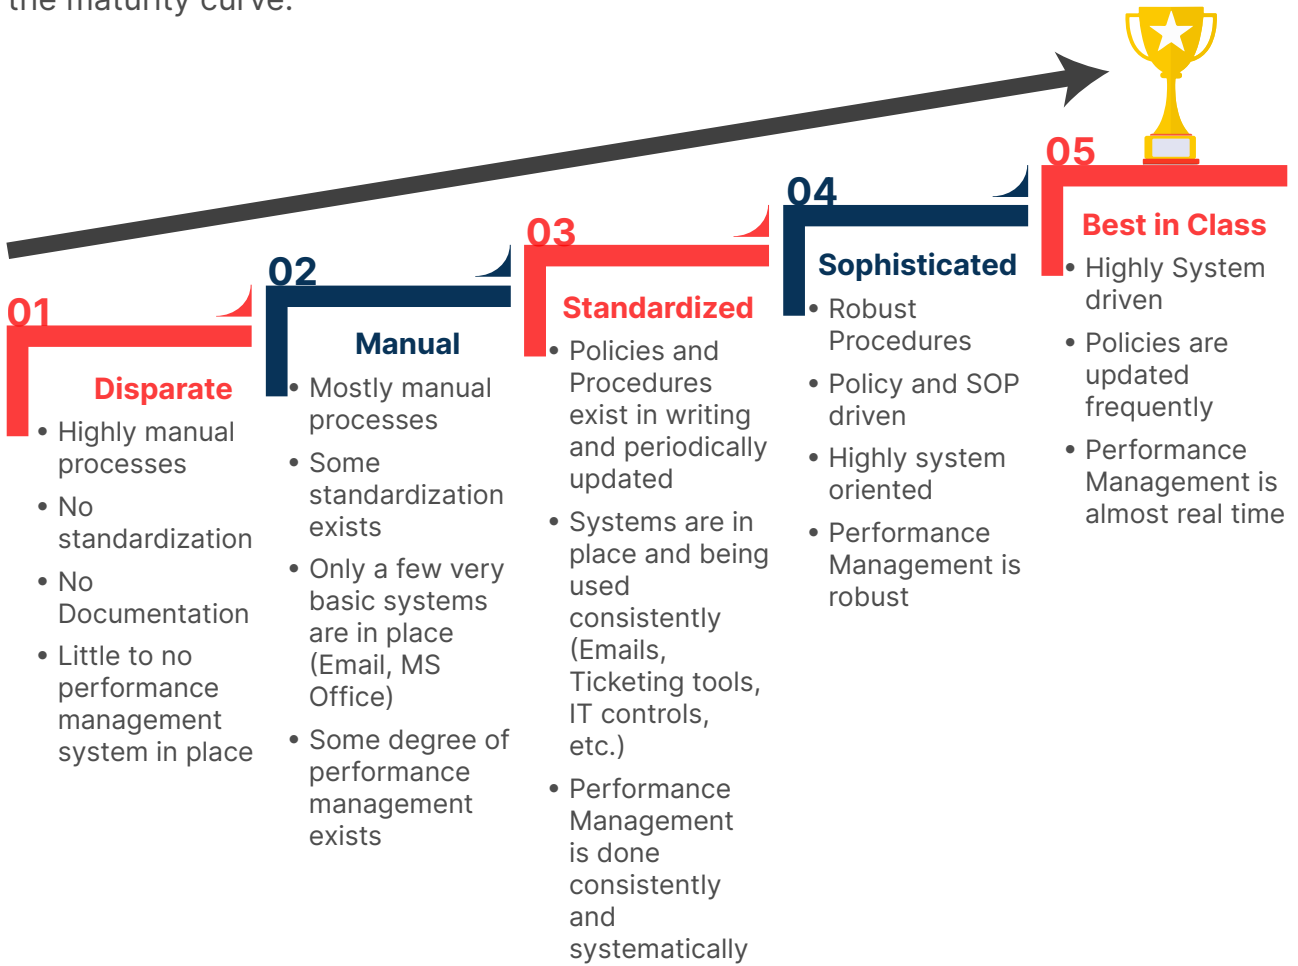 the maturity curve.
01
Disparate
• Highly manual
processes
• No
standardization
• No
Documentation
• Little to no
performance
management
system in place
02
Manual
• Mostly manual
processes
• Some
standardization
exists
• Only a few very
basic systems
are in place
(Email, MS
Office)
• Some degree of
performance
management
exists
03
Standardized
• Policies and
Procedures
exist in writing
and periodically
updated
• Systems are in
place and being
used
consistently
(Emails,
Ticketing tools,
IT controls,
etc.)
• Performance
Management
is done
consistently
and
systematically
04
Sophisticated
• Robust
Procedures
• Policy and SOP
driven
• Highly system
oriented
• Performance
Management is
robust
05
Best in Class
• Highly System
driven
• Policies are
updated
frequently
• Performance
Management is
almost real time